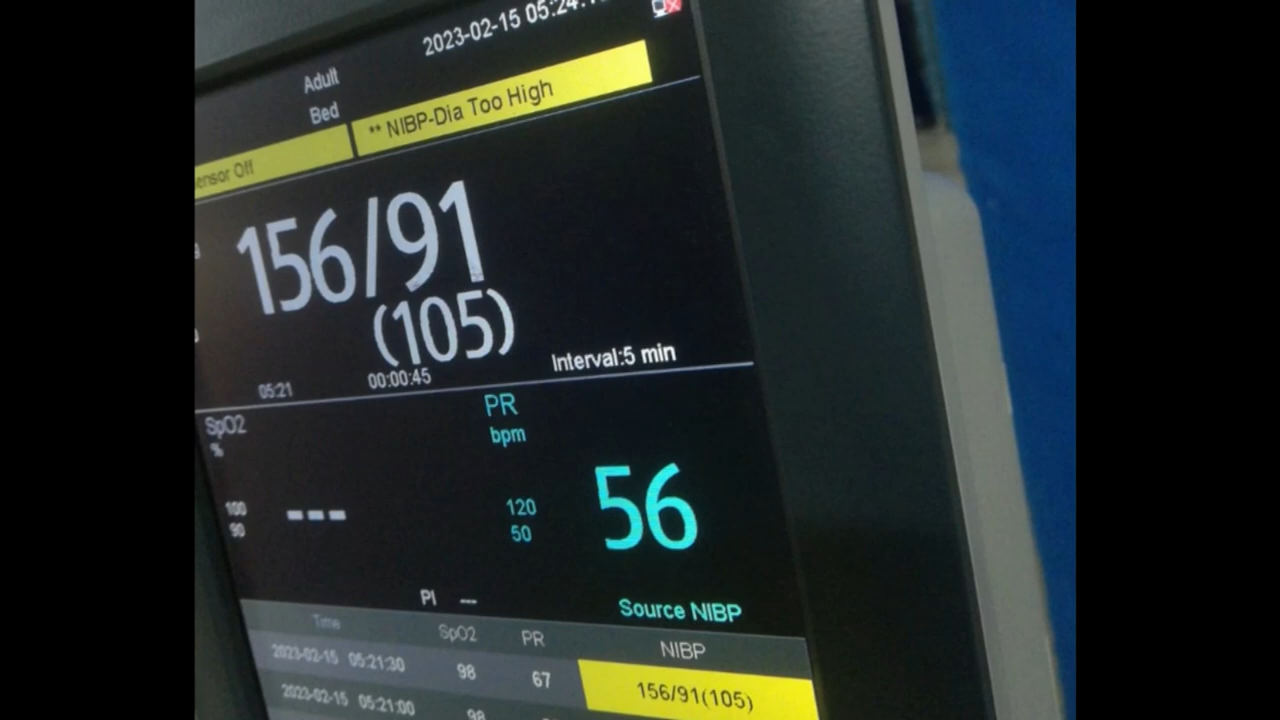 2023-02-15 05:24
Adult
Bed
ensor Off
** NIBP-Dia Too High
156/91
(105)
05:21
00:00:45
Interval:5 min
SpO2
%
100
90
---
PR
bpm
120
50
56
PI ---
Source NIBP
Time SpO2 PR NIBP
2023-02-15 05:21:30 98 67 156/91(105)
2023-02-15 05:21:00 98